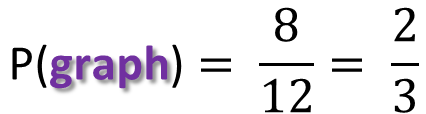 P(graph) = 8/12 = 2/3